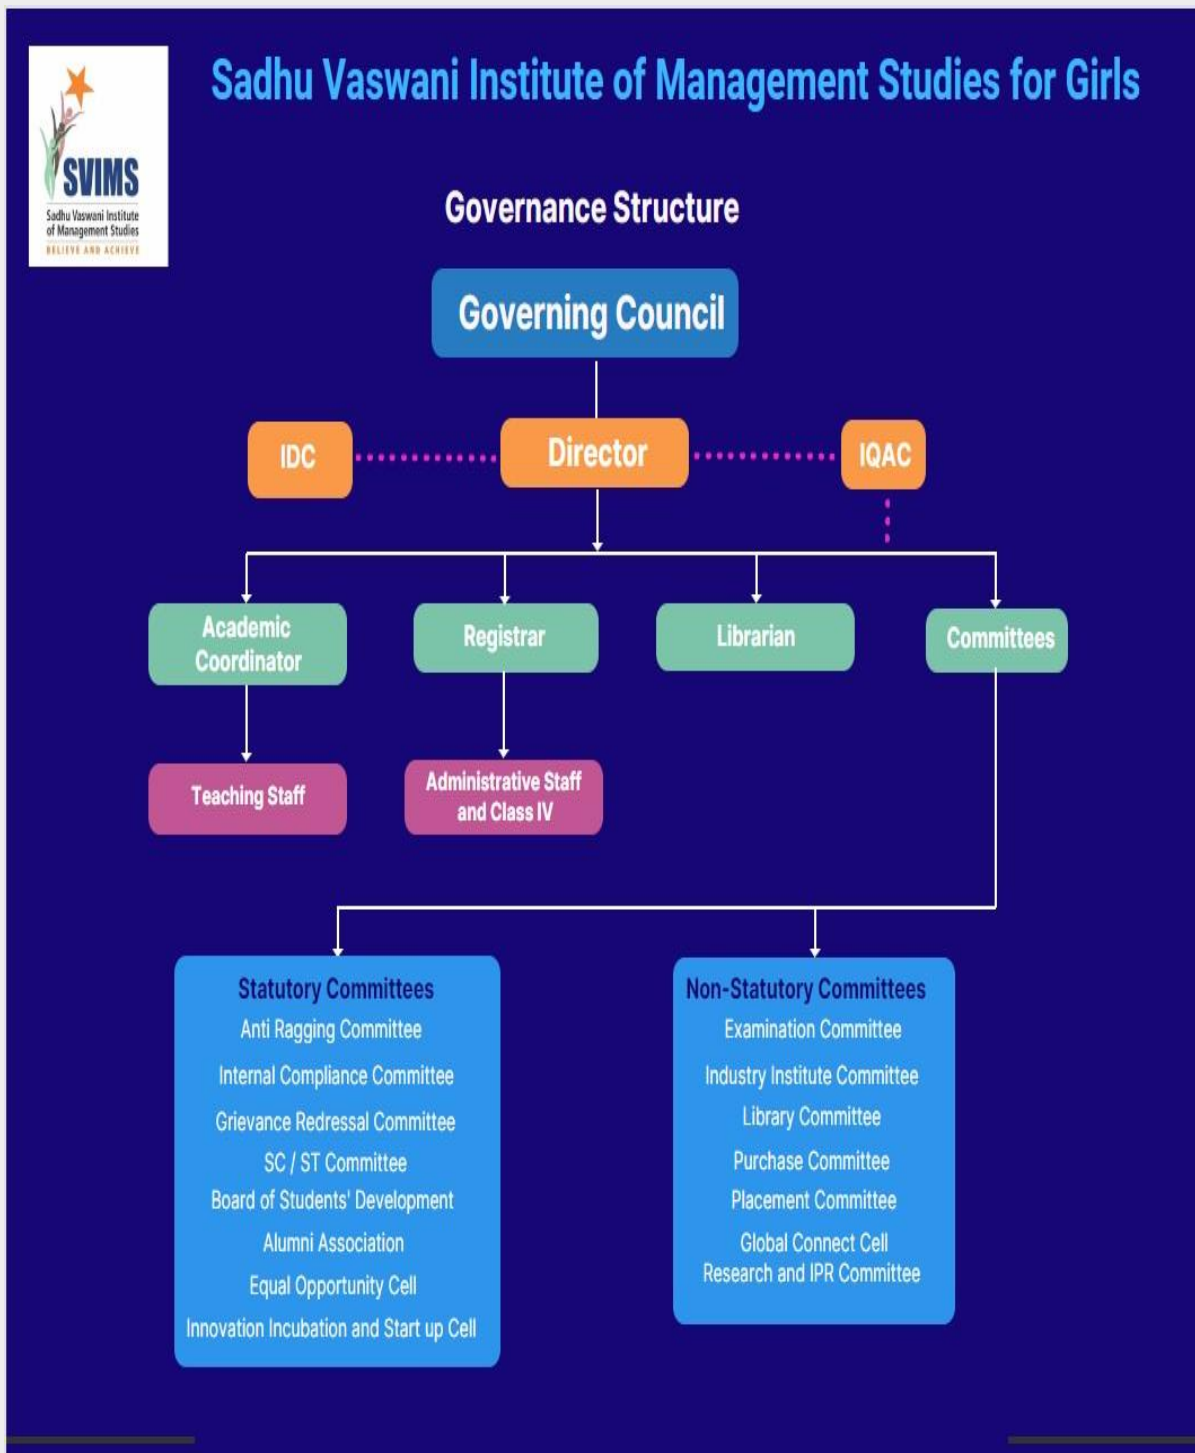 Sadhu Vaswani Institute of Management Studies for Girls
SVIMS
Sadhu Vaswani Institute
of Management Studies
BELIEVE AND ACHIEVE
Governance Structure
Governing Council
IDC
Director
IQAC
Academic
Coordinator
Registrar
Librarian
Committees
Teaching Staff
Administrative Staff
and Class IV
Statutory Committees
Anti Ragging Committee
Internal Compliance Committee
Grievance Redressal Committee
SC / ST Committee
Board of Students' Development
Alumni Association
Equal Opportunity Cell
Innovation Incubation and Start up Cell
Non-Statutory Committees
Examination Committee
Industry Institute Committee
Library Committee
Purchase Committee
Placement Committee
Global Connect Cell
Research and IPR Committee